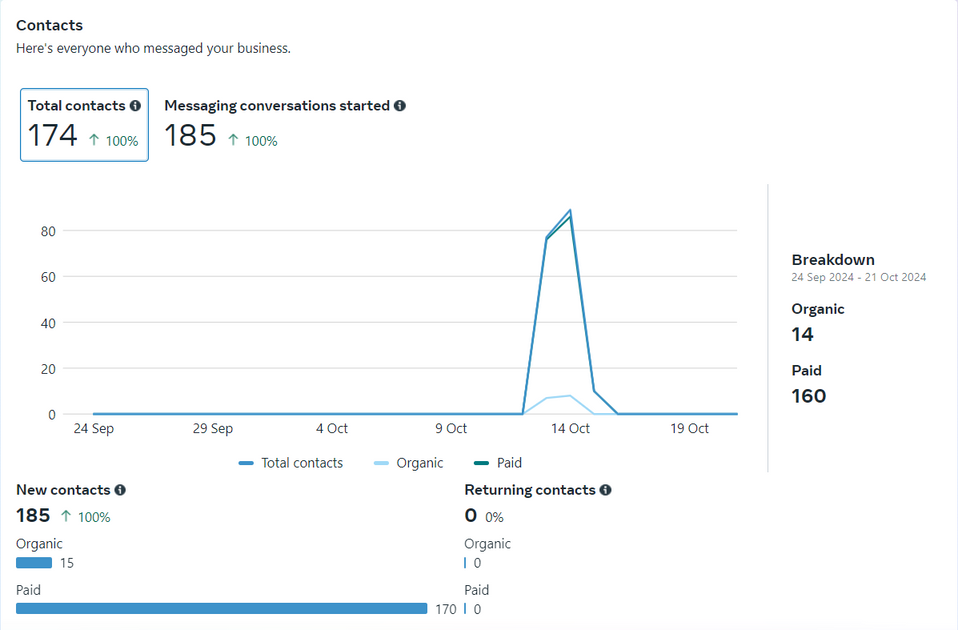 Contacts
Here's everyone who messaged your business.
Total contacts
174 ↑ 100%
Messaging conversations started
185 ↑ 100%
80
60
40
20
0
24 Sep 29 Sep 4 Oct 9 Oct 14 Oct 19 Oct
Total contacts Organic Paid
Breakdown
24 Sep 2024 - 21 Oct 2024
Organic
14
Paid
160
New contacts
185 ↑ 100%
Organic
15
Paid
170
Returning contacts
0 0%
Organic
0
Paid
0